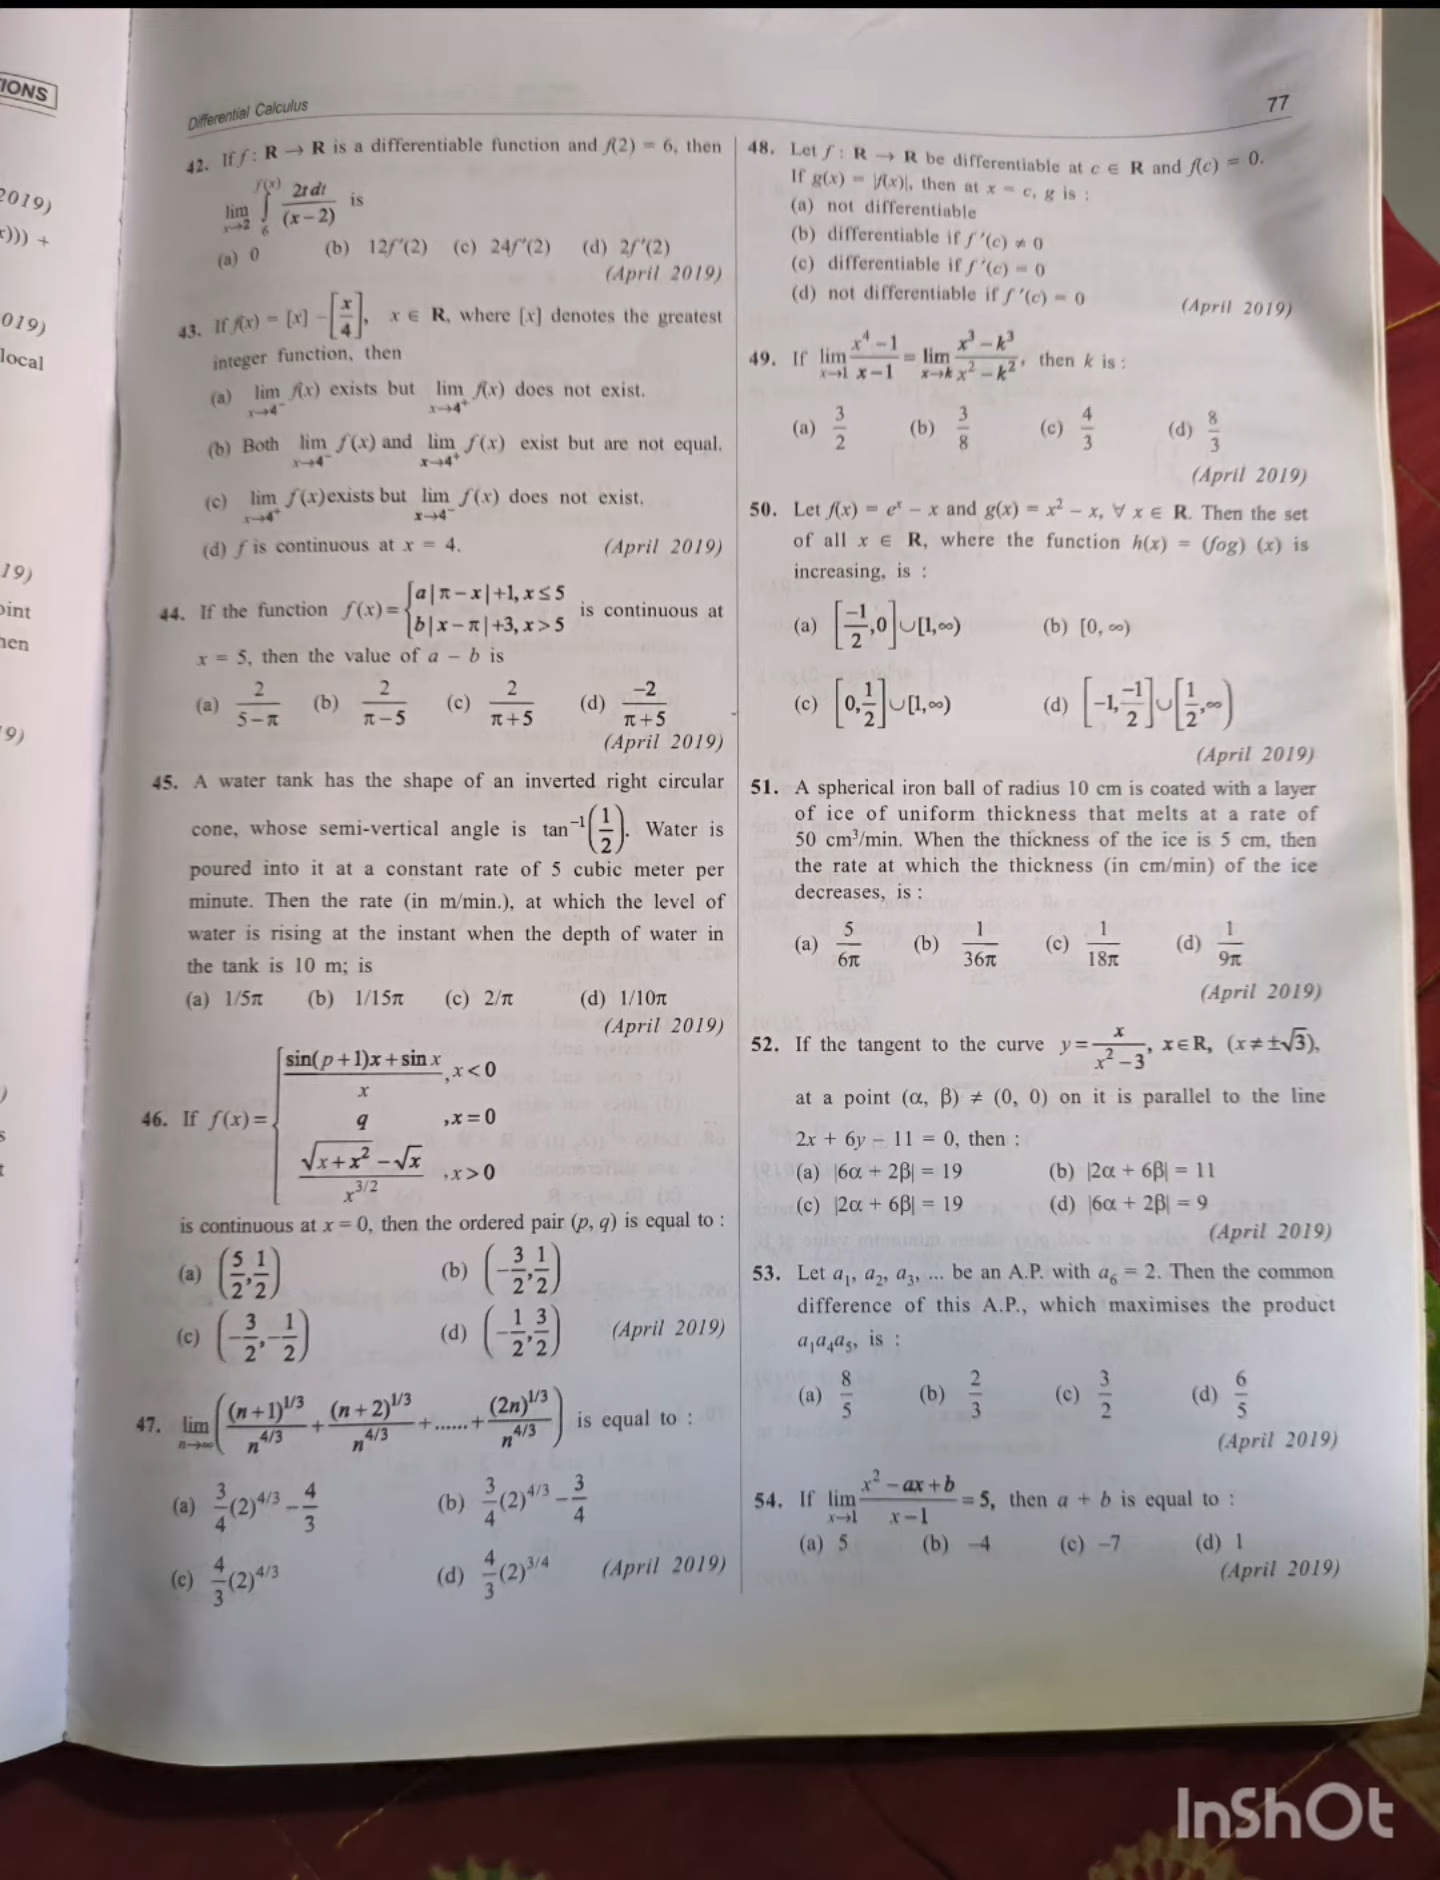 IONS
2019)
019)
local
19)
oint
nen
Differential Calculus
77
42. If f : R → R is a differentiable function and f(2) = 6, then
lim x→2 ∫ 6 f(x) 2t dt / (x – 2) is
(a) 0 (b) 12f'(2) (c) 24f'(2) (d) 2f'(2)
(April 2019)
43. If f(x) = [x] – [x/4], x ∈ R, where [x] denotes the greatest
integer function, then
(a) lim x→4⁻ f(x) exists but lim x→4⁺ f(x) does not exist.
(b) Both lim x→4⁻ f(x) and lim x→4⁺ f(x) exist but are not equal.
(c) lim x→4⁺ f(x) exists but lim x→4⁻ f(x) does not exist.
(d) f is continuous at x = 4. (April 2019)
44. If the function f(x) = { a|π – x|+1, x ≤ 5
b|x – π|+3, x > 5 is continuous at
x = 5, then the value of a – b is
(a) 2/(5 – π) (b) 2/(π – 5) (c) 2/(π + 5) (d) –2/(π + 5)
(April 2019)
45. A water tank has the shape of an inverted right circular
cone, whose semi-vertical angle is tan⁻¹(1/2). Water is
poured into it at a constant rate of 5 cubic meter per
minute. Then the rate (in m/min.), at which the level of
water is rising at the instant when the depth of water in
the tank is 10 m; is
(a) 1/5π (b) 1/15π (c) 2/π (d) 1/10π
(April 2019)
46. If f(x) = { (sin(p + 1)x + sin x)/x , x < 0
q , x = 0
(√(x + x²) – √x)/x^(3/2) , x > 0
is continuous at x = 0, then the ordered pair (p, q) is equal to :
(a) (5/2, 1/2) (b) (–3/2, 1/2)
(c) (–3/2, –1/2) (d) (–1/2, 3/2) (April 2019)
47. lim n→∞ ((n + 1)^1/3 / n^4/3 + (n + 2)^1/3 / n^4/3 + ...... + (2n)^1/3 / n^4/3) is equal to :
(a) 3/4 (2)^4/3 – 4/3 (b) 3/4 (2)^4/3 – 3/4
(c) 4/3 (2)^4/3 (d) 4/3 (2)^3/4 (April 2019)
48. Let f : R → R be differentiable at c ∈ R and f(c) = 0.
If g(x) = |f(x)|, then at x = c, g is :
(a) not differentiable
(b) differentiable if f '(c) ≠ 0
(c) differentiable if f '(c) = 0
(d) not differentiable if f '(c) = 0 (April 2019)
49. If lim x→1 (x⁴ – 1)/(x – 1) = lim x→k (x³ – k³)/(x² – k²), then k is :
(a) 3/2 (b) 3/8 (c) 4/3 (d) 8/3
(April 2019)
50. Let f(x) = eˣ – x and g(x) = x² – x, ∀ x ∈ R. Then the set
of all x ∈ R, where the function h(x) = (fog) (x) is
increasing, is :
(a) [–1/2, 0] ∪ [1, ∞) (b) [0, ∞)
(c) [0, 1/2] ∪ [1, ∞) (d) [–1, –1/2] ∪ [1/2, ∞)
(April 2019)
51. A spherical iron ball of radius 10 cm is coated with a layer
of ice of uniform thickness that melts at a rate of
50 cm³/min. When the thickness of the ice is 5 cm, then
the rate at which the thickness (in cm/min) of the ice
decreases, is :
(a) 5/6π (b) 1/36π (c) 1/18π (d) 1/9π
(April 2019)
52. If the tangent to the curve y = x/(x² – 3), x ∈ R, (x ≠ ±√3),
at a point (α, β) ≠ (0, 0) on it is parallel to the line
2x + 6y – 11 = 0, then :
(a) |6α + 2β| = 19 (b) |2α + 6β| = 11
(c) |2α + 6β| = 19 (d) |6α + 2β| = 9
(April 2019)
53. Let a₁, a₂, a₃, ... be an A.P. with a₆ = 2. Then the common
difference of this A.P., which maximises the product
a₁a₄a₅, is :
(a) 8/5 (b) 2/3 (c) 3/2 (d) 6/5
(April 2019)
54. If lim x→1 (x² – ax + b)/(x – 1) = 5, then a + b is equal to :
(a) 5 (b) –4 (c) –7 (d) 1
(April 2019)
InShOt